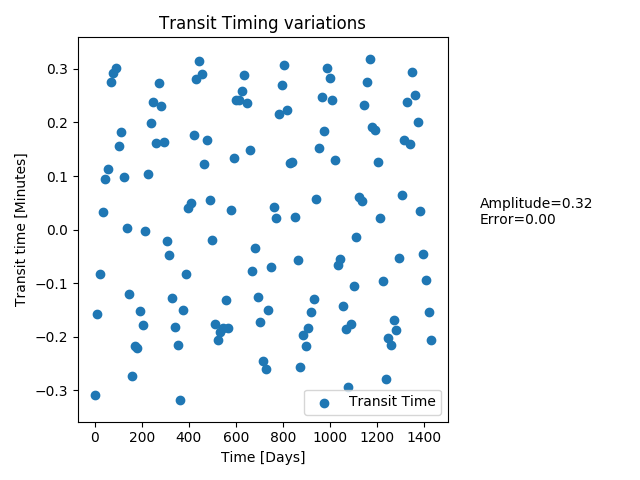 Transit Timing variations
Transit time [Minutes]
0.3
0.2
0.1
0.0
−0.1
−0.2
−0.3
Amplitude=0.32
Error=0.00
Transit Time
0 200 400 600 800 1000 1200 1400
Time [Days]